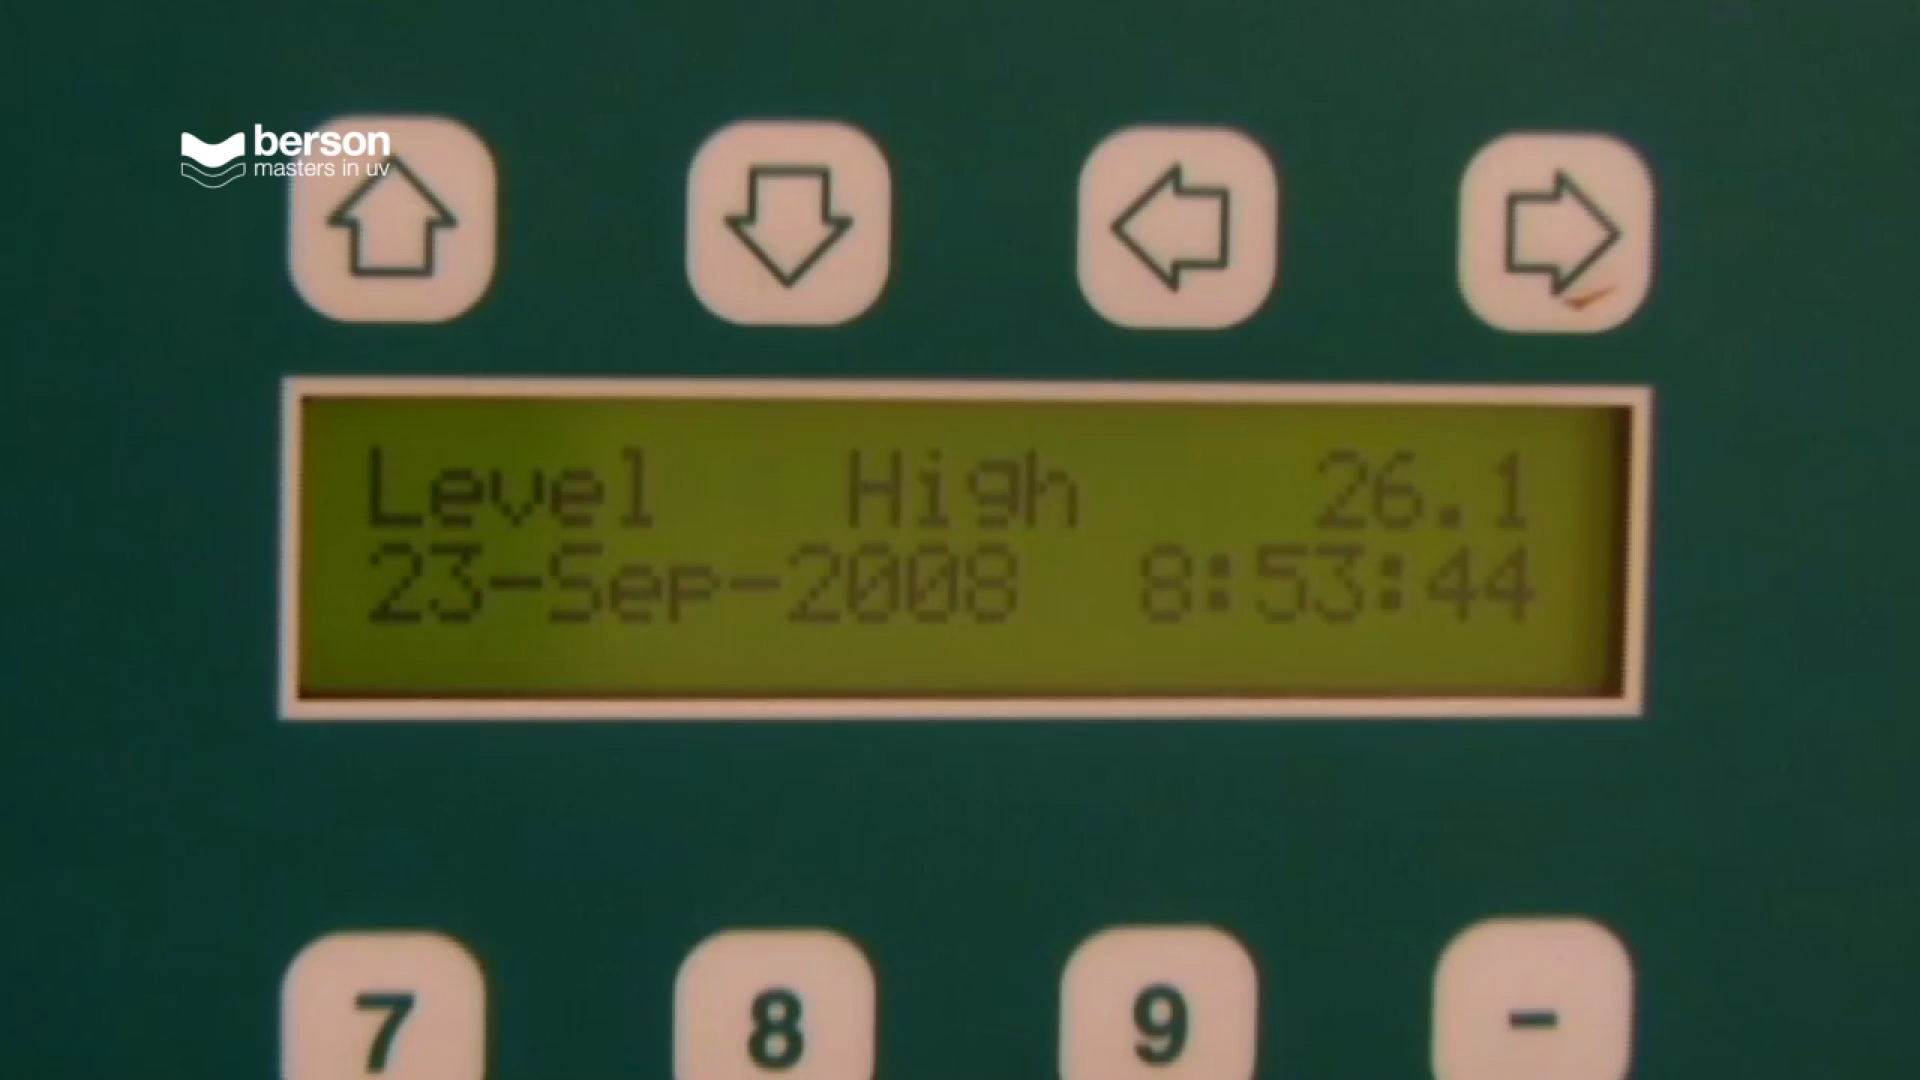 berson
masters in uv
Level High 26.1
23-Sep-2008 8:53:44
7 8 9 -